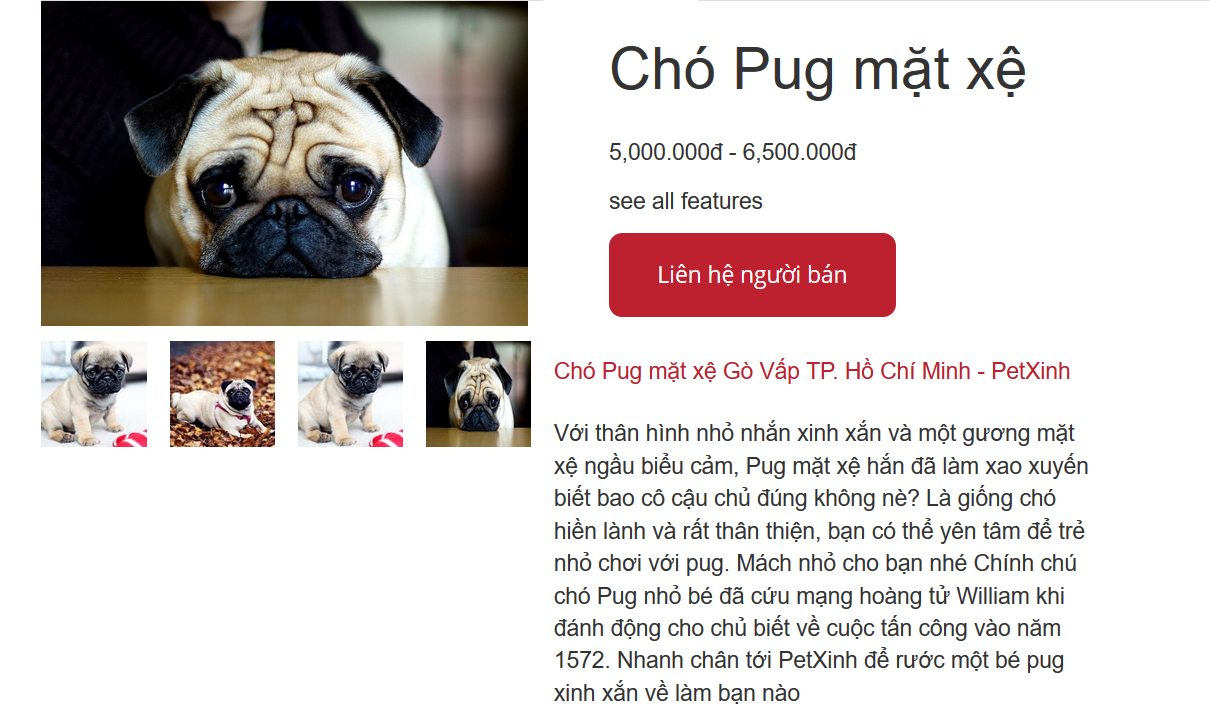 Chó Pug mặt xệ
5,000.000đ - 6,500.000đ
see all features
Liên hệ người bán
Chó Pug mặt xệ Gò Vấp TP. Hồ Chí Minh - PetXinh
Với thân hình nhỏ nhắn xinh xắn và một gương mặt
xệ ngầu biểu cảm, Pug mặt xệ hắn đã làm xao xuyến
biết bao cô cậu chủ đúng không nè? Là giống chó
hiền lành và rất thân thiện, bạn có thể yên tâm để trẻ
nhỏ chơi với pug. Mách nhỏ cho bạn nhé Chính chú
chó Pug nhỏ bé đã cứu mạng hoàng tử William khi
đánh động cho chủ biết về cuộc tấn công vào năm
1572. Nhanh chân tới PetXinh để rước một bé pug
xinh xắn về làm bạn nào